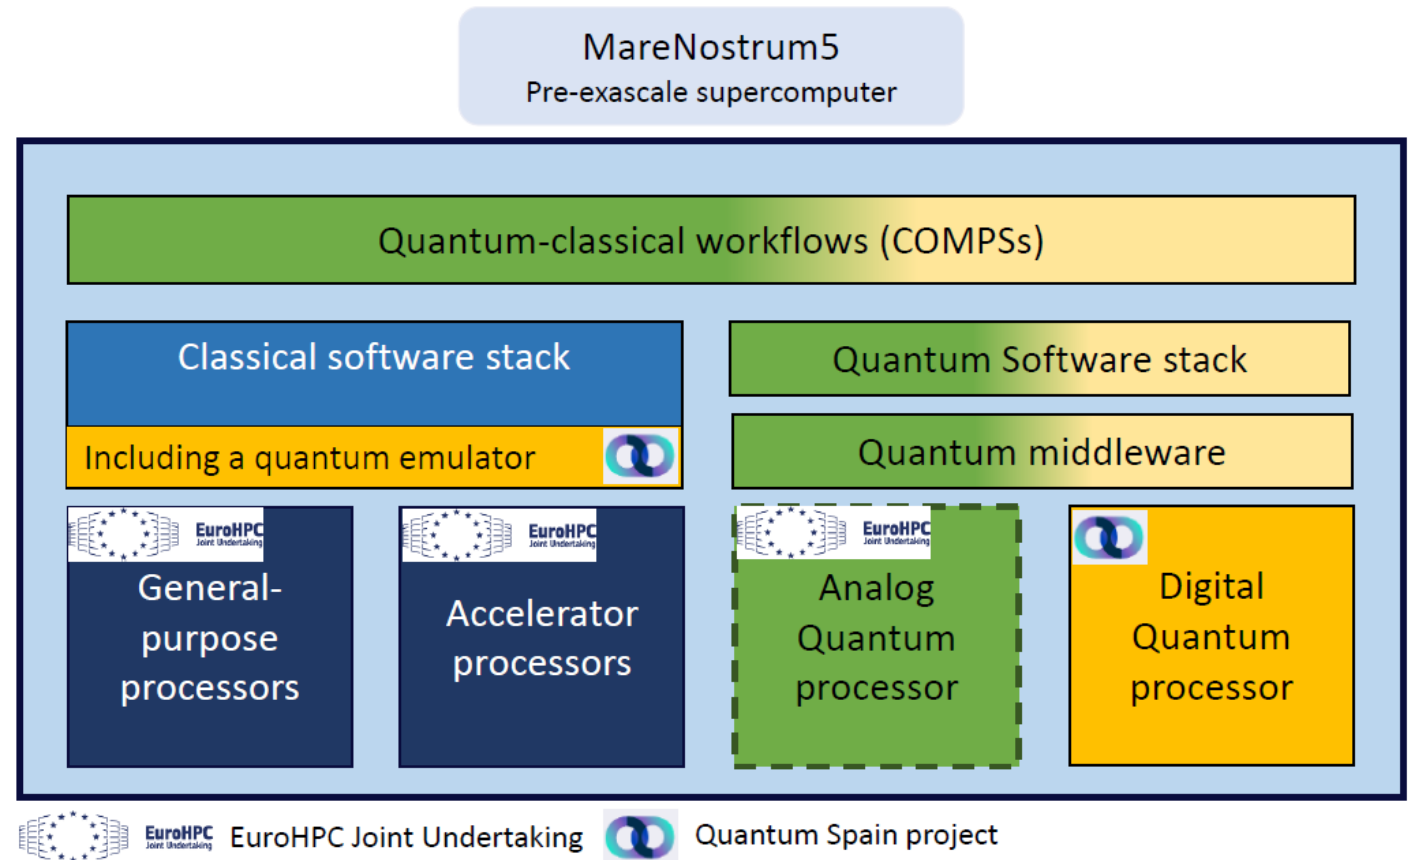 MareNostrum5
Pre-exascale supercomputer
Quantum-classical workflows (COMPSs)
Classical software stack
Including a quantum emulator
Quantum Software stack
Quantum middleware
EuroHPC
Joint Undertaking
General-
purpose
processors
EuroHPC
Joint Undertaking
Accelerator
processors
EuroHPC
Joint Undertaking
Analog
Quantum
processor
Digital
Quantum
processor
EuroHPC
Joint Undertaking
EuroHPC Joint Undertaking
Quantum Spain project